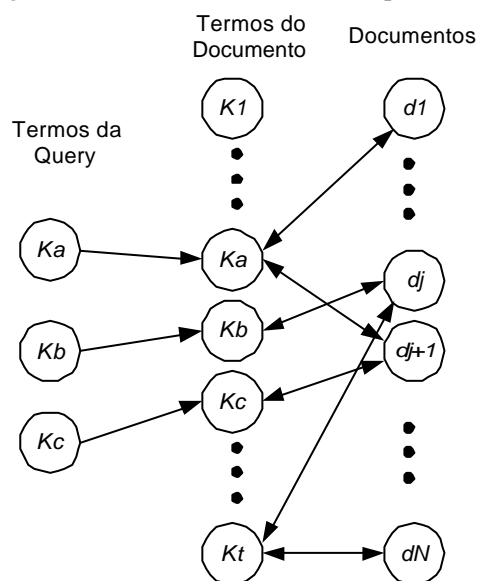 Termos do
Documento
Documentos
Termos da
Query
K1
d1
Ka
Ka
dj
Kb
Kb
dj+1
Kc
Kc
Kt
dN